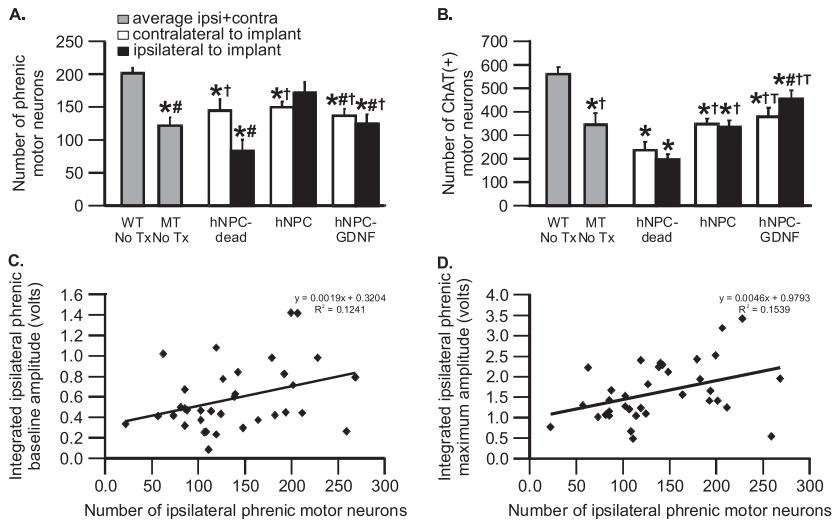 A.
average ipsi+contra
contralateral to implant
ipsilateral to implant
Number of phrenic
motor neurons
250
200
150
100
50
0
*#
*†
*#
*†
*#†
*#†
WT
No Tx
MT
No Tx
hNPC-
dead
hNPC
hNPC-
GDNF
B.
Number of ChAT(+)
motor neurons
700
600
500
400
300
200
100
0
*†
*
*
*†
*†
*†T
*#†T
WT
No Tx
MT
No Tx
hNPC-
dead
hNPC
hNPC-
GDNF
C.
Integrated ipsilateral phrenic
baseline amplitude (volts)
1.6
1.4
1.2
1.0
0.8
0.6
0.4
0.2
0.0
y = 0.0019x + 0.3204
R² = 0.1241
0 50 100 150 200 250 300
Number of ipsilateral phrenic motor neurons
D.
Integrated ipsilateral phrenic
maximum amplitude (volts)
4.0
3.5
3.0
2.5
2.0
1.5
1.0
0.5
0.0
y = 0.0046x + 0.9793
R² = 0.1539
0 50 100 150 200 250 300
Number of ipsilateral phrenic motor neurons